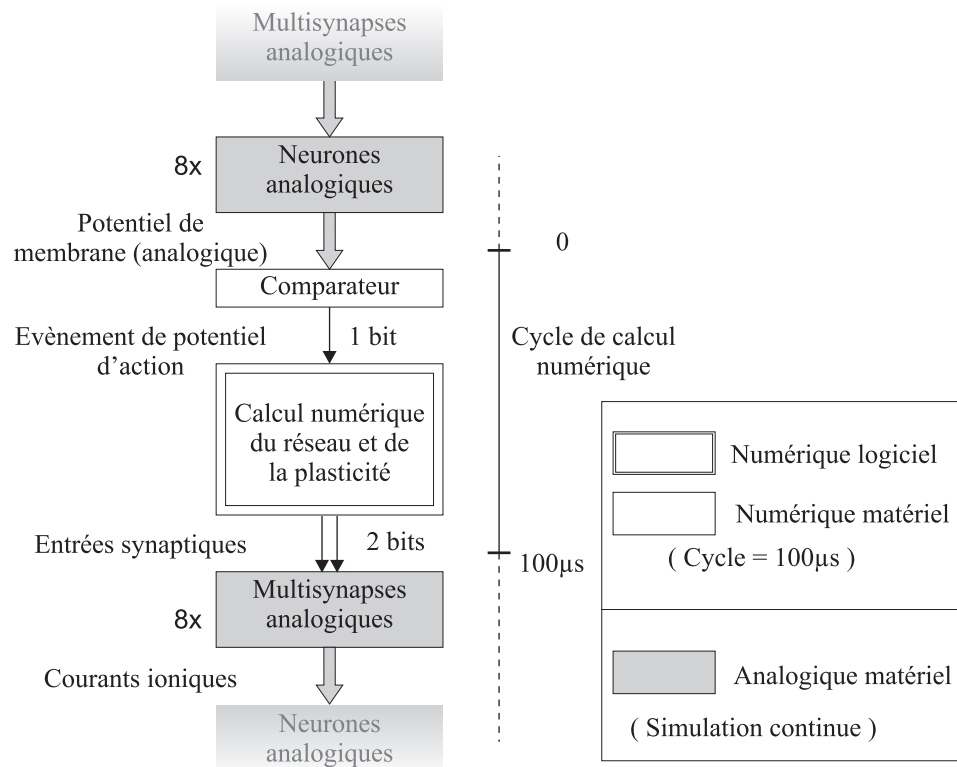 Multisynapses
analogiques
8x
Neurones
analogiques
Potentiel de
membrane (analogique)
0
Comparateur
Evènement de potentiel
d'action
1 bit
Cycle de calcul
numérique
Calcul numérique
du réseau et de
la plasticité
Numérique logiciel
Numérique matériel
( Cycle = 100µs )
Entrées synaptiques
2 bits
100µs
8x
Multisynapses
analogiques
Courants ioniques
Analogique matériel
( Simulation continue )
Neurones
analogiques